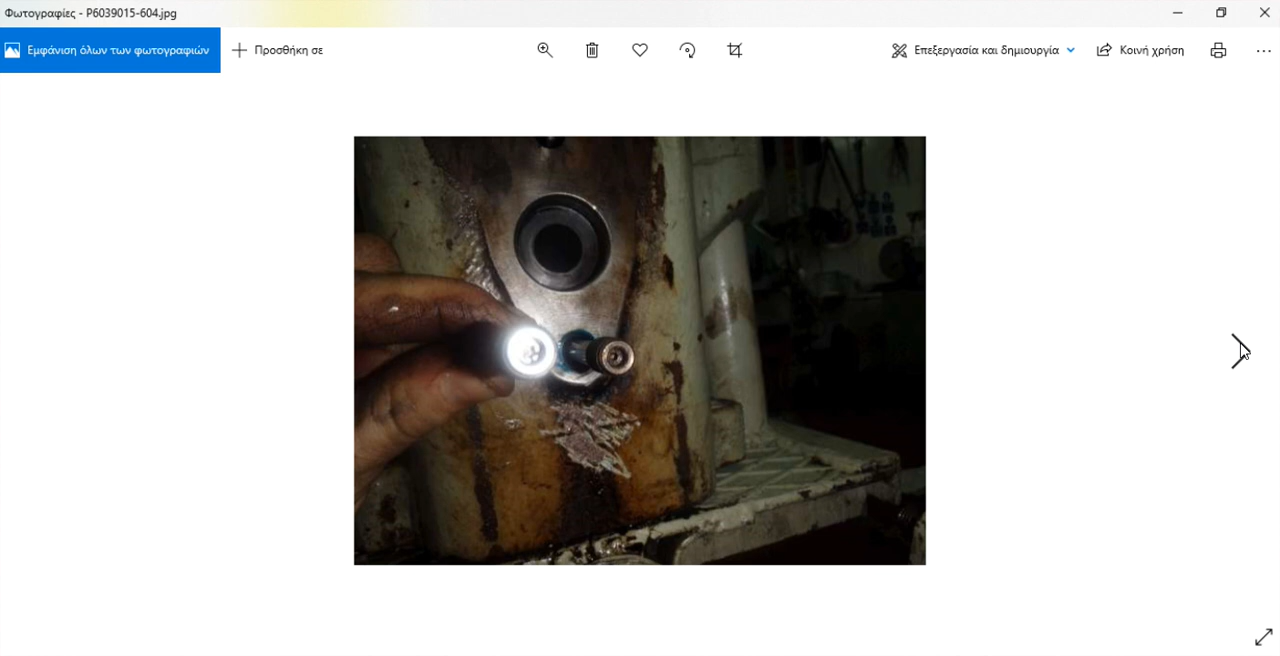 Φωτογραφίες - P6039015-604.jpg
Εμφάνιση όλων των φωτογραφιών
Προσθήκη σε
Επεξεργασία και δημιουργία
Κοινή χρήση